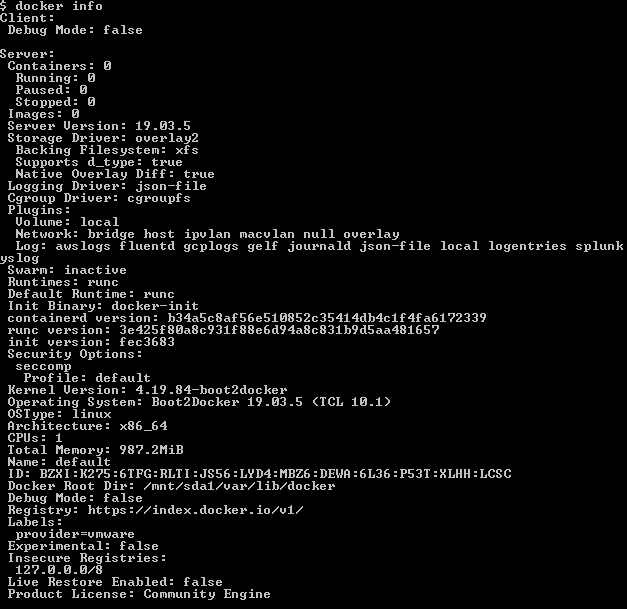 $ docker info
Client:
 Debug Mode: false

Server:
 Containers: 0
  Running: 0
  Paused: 0
  Stopped: 0
 Images: 0
 Server Version: 19.03.5
 Storage Driver: overlay2
  Backing Filesystem: xfs
  Supports d_type: true
  Native Overlay Diff: true
 Logging Driver: json-file
 Cgroup Driver: cgroupfs
 Plugins:
  Volume: local
  Network: bridge host ipvlan macvlan null overlay
  Log: awslogs fluentd gcplogs gelf journald json-file local logentries splunk
yslog
 Swarm: inactive
 Runtimes: runc
 Default Runtime: runc
 Init Binary: docker-init
 containerd version: b34a5c8af56e510852c35414db4c1f4fa6172339
 runc version: 3e425f80a8c931f88e6d94a8c831b9d5aa481657
 init version: fec3683
 Security Options:
  seccomp
   Profile: default
 Kernel Version: 4.19.84-boot2docker
 Operating System: Boot2Docker 19.03.5 (TCL 10.1)
 OSType: linux
 Architecture: x86_64
 CPUs: 1
 Total Memory: 987.2MiB
 Name: default
 ID: BZXI:K275:6TFG:RLTI:JS56:LYD4:MBZ6:DEWA:6L36:P53T:XLHH:LCSC
 Docker Root Dir: /mnt/sda1/var/lib/docker
 Debug Mode: false
 Registry: https://index.docker.io/v1/
 Labels:
  provider=vmware
 Experimental: false
 Insecure Registries:
  127.0.0.0/8
 Live Restore Enabled: false
 Product License: Community Engine